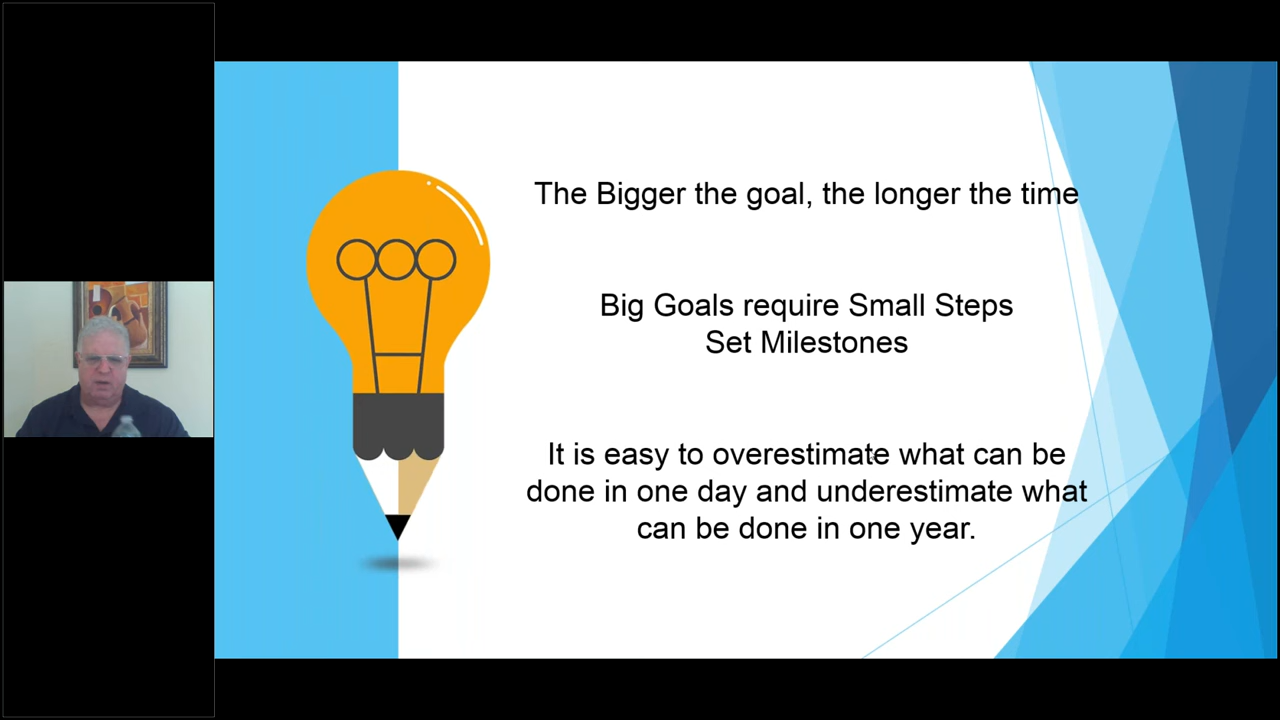 The Bigger the goal, the longer the time
Big Goals require Small Steps
Set Milestones
It is easy to overestimate what can be
done in one day and underestimate what
can be done in one year.